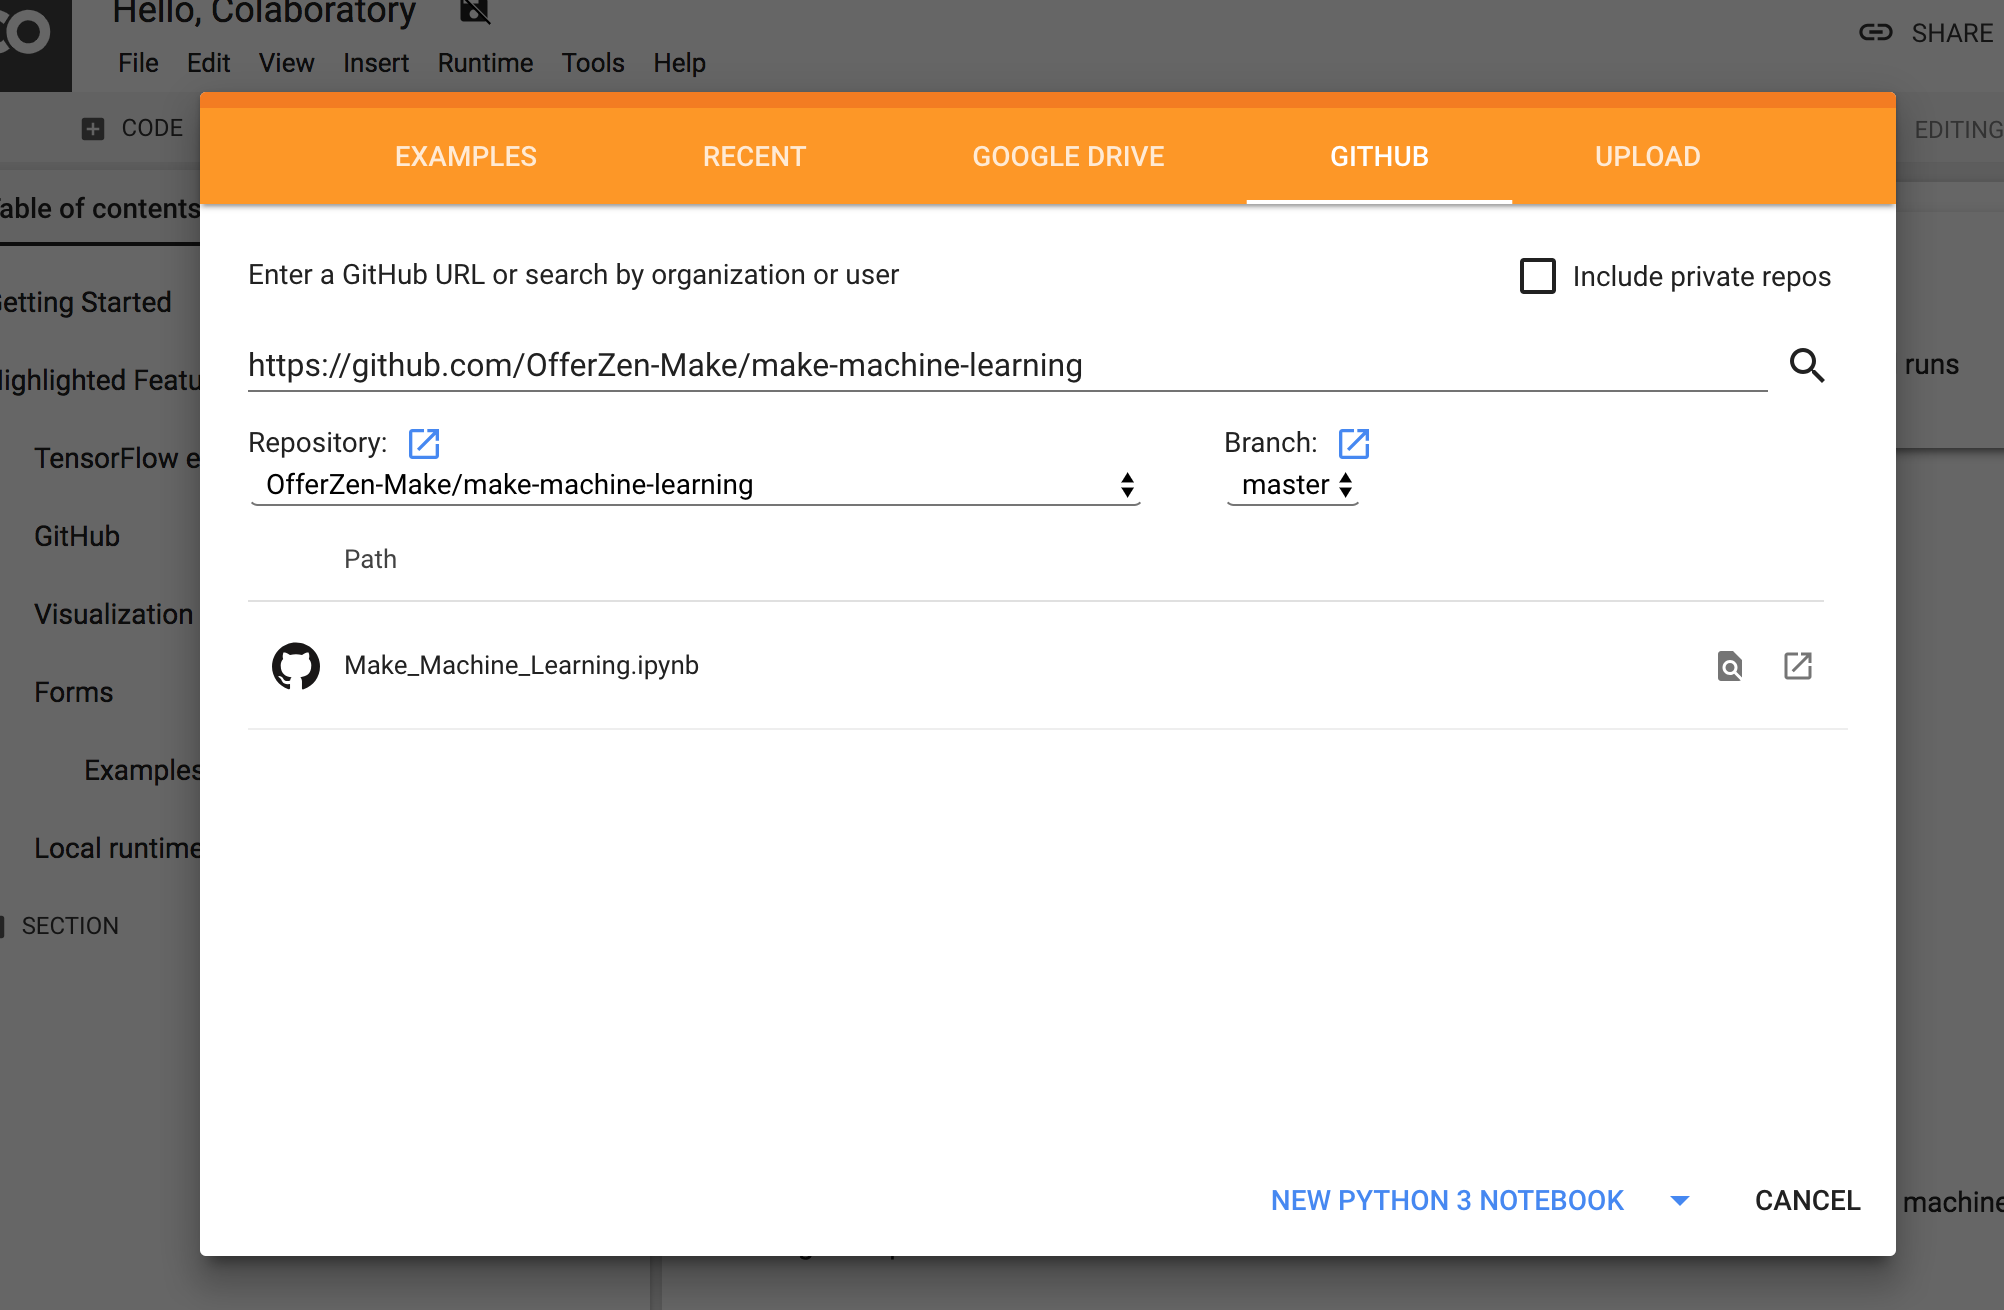 Hello, Colaboratory
SHARE
File Edit View Insert Runtime Tools Help
CODE
EDITING
EXAMPLES RECENT GOOGLE DRIVE GITHUB UPLOAD
able of contents
Enter a GitHub URL or search by organization or user
Include private repos
etting Started
https://github.com/OfferZen-Make/make-machine-learning
runs
ighlighted Featu
Repository:
Branch:
TensorFlow e
OfferZen-Make/make-machine-learning
master
GitHub
Path
Visualization
Make_Machine_Learning.ipynb
Forms
Examples
Local runtime
SECTION
NEW PYTHON 3 NOTEBOOK
CANCEL
machine